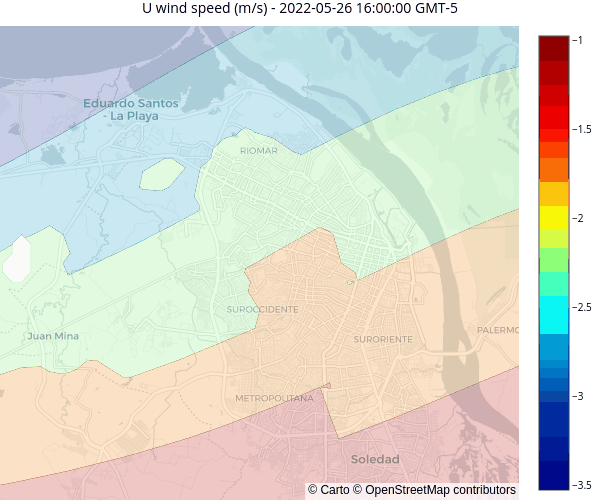 U wind speed (m/s) - 2022-05-26 16:00:00 GMT-5
−1
Eduardo Santos
- La Playa
−1.5
RIOMAR
−2
−2.5
SUROCCIDENTE
PALERMO
Juan Mina
SURORIENTE
−3
METROPOLITANA
Soledad
−3.5
© Carto © OpenStreetMap contributors